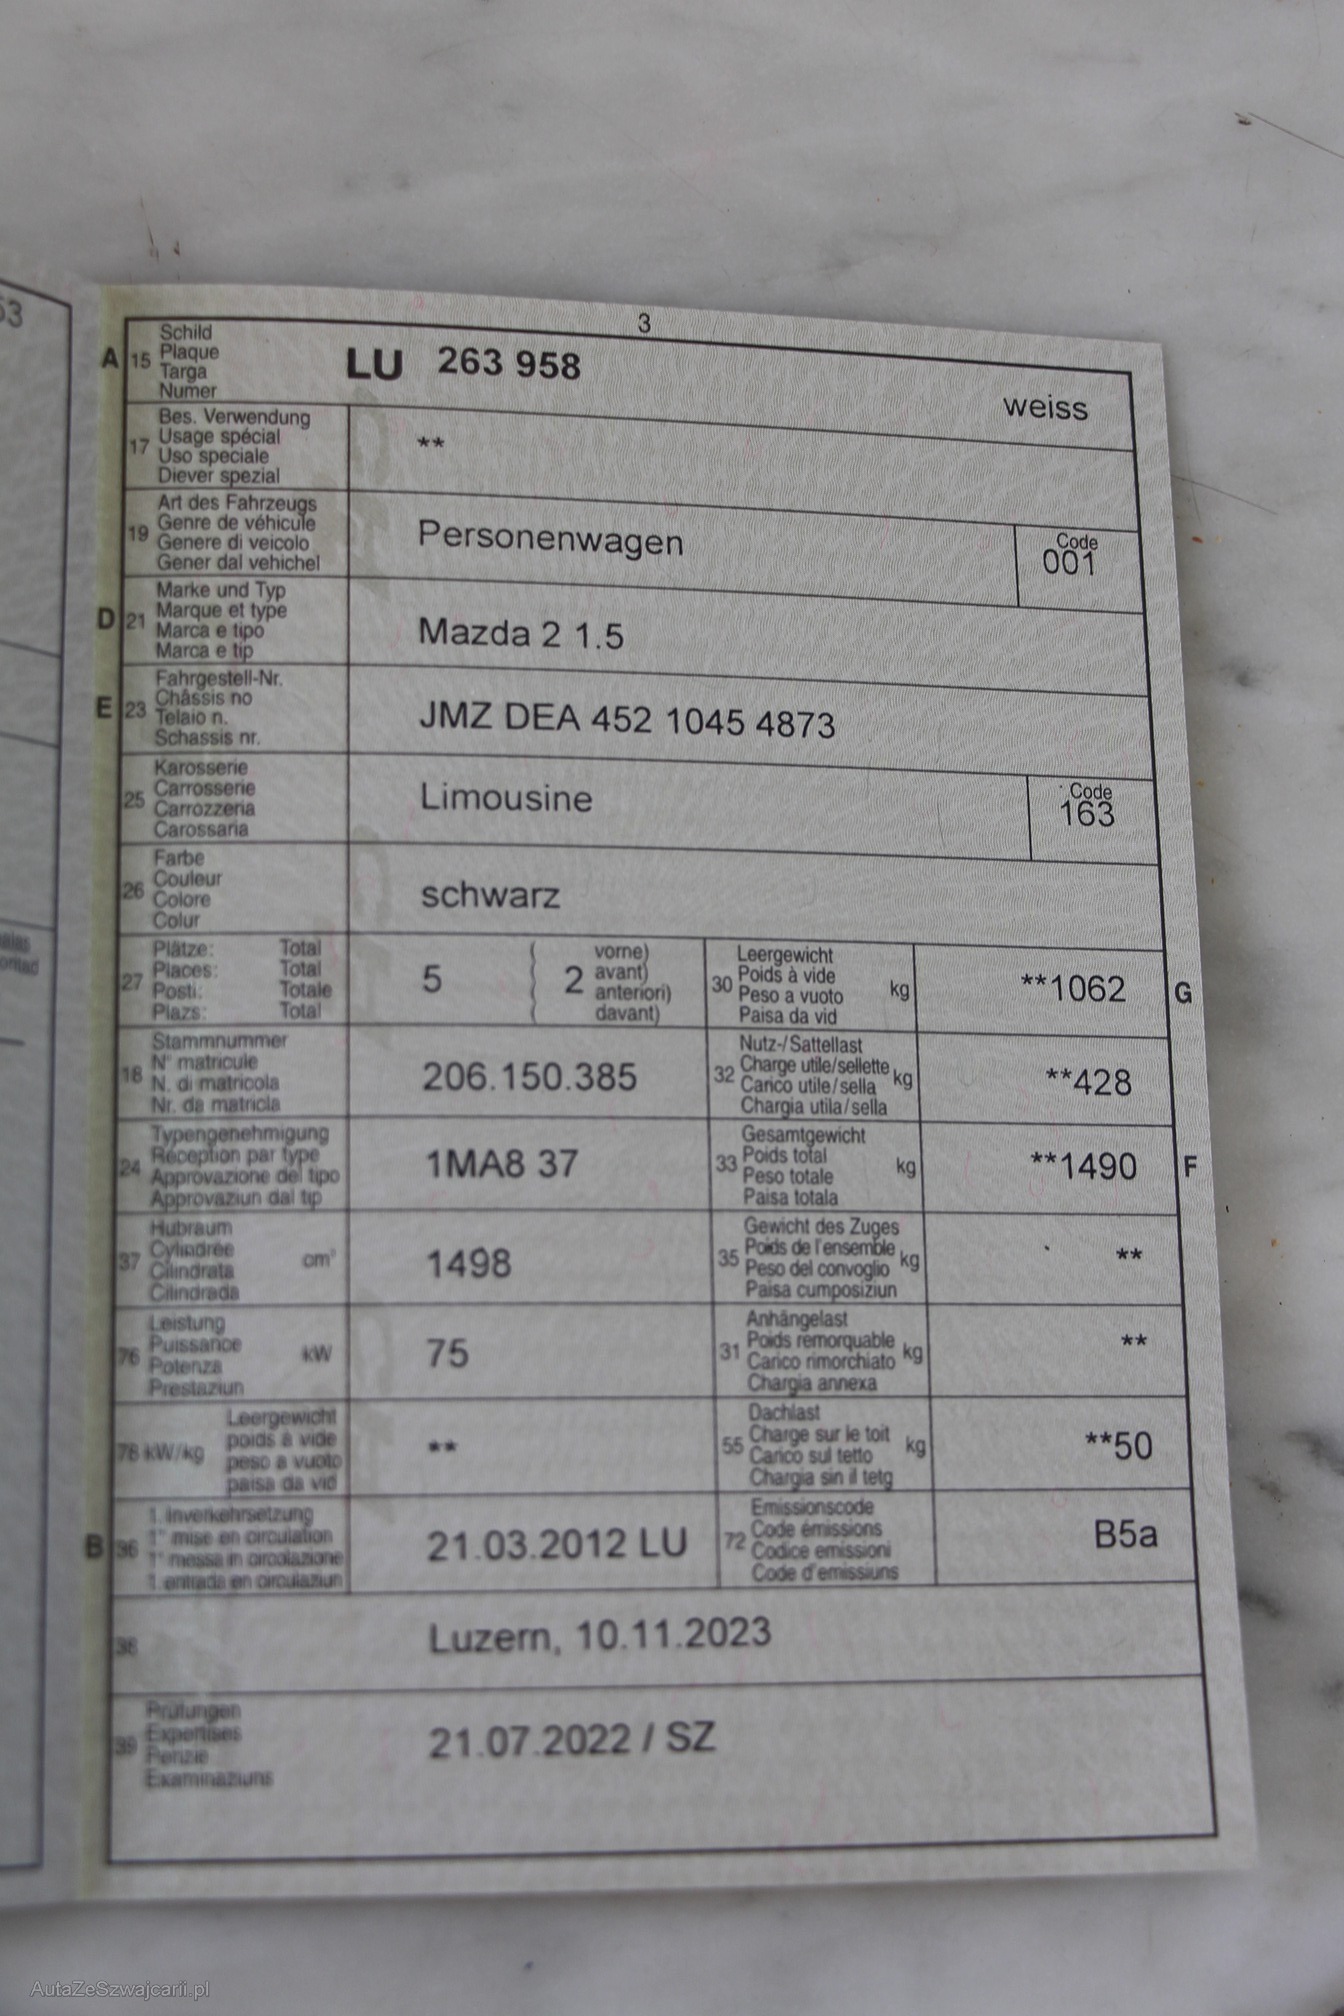 53
3
A 15 Schild
Plaque
Targa
Numer
LU 263 958
weiss
17 Bes. Verwendung
Usage spécial
Uso speciale
Diever spezial
**
19 Art des Fahrzeugs
Genre de véhicule
Genere di veicolo
Gener dal vehichel
Personenwagen
Code
001
D 21 Marke und Typ
Marque et type
Marca e tipo
Marca e tip
Mazda 2 1.5
E 23 Fahrgestell-Nr.
Châssis no
Telaio n.
Schassis nr.
JMZ DEA 452 1045 4873
25 Karosserie
Carrosserie
Carrozzeria
Carossaria
Limousine
Code
163
26 Farbe
Couleur
Colore
Colur
schwarz
27 Plätze: Total
Places: Total
Posti: Totale
Plazs: Total
5
2
vorne)
avant)
anteriori)
davant)
30 Leergewicht
Poids à vide
Peso a vuoto
Paisa da vid
kg
**1062
G
18 Stammnummer
N° matricule
N. di matricola
Nr. da matricla
206.150.385
32 Nutz-/Sattellast
Charge utile/sellette
Carico utile/sella
Chargia utila/sella
kg
**428
24 Typengenehmigung
Réception par type
Approvazione del tipo
Approvaziun dal tip
1MA8 37
33 Gesamtgewicht
Poids total
Peso totale
Paisa totala
kg
**1490
F
37 Hubraum
Cylindrée
Cilindrata
Cilindrada
cm³
1498
35 Gewicht des Zuges
Poids de l'ensemble
Peso del convoglio
Paisa cumposiziun
kg
**
76 Leistung
Puissance
Potenza
Prestaziun
kW
75
31 Anhängelast
Poids remorquable
Carico rimorchiato
Chargia annexa
kg
**
78 kW/kg
Leergewicht
poids à vide
peso a vuoto
paisa da vid
**
55 Dachlast
Charge sur le toit
Carico sul tetto
Chargia sin il tetg
kg
**50
B 36 1. Inverkehrsetzung
1re mise en circulation
1a messa in circolazione
1. entrada en circulaziun
21.03.2012 LU
72 Emissionscode
Code émissions
Codice emissioni
Code d'emissiuns
B5a
38
Luzern, 10.11.2023
39 Prüfungen
Expertises
Perizie
Examinaziuns
21.07.2022 / SZ
AutaZeSzwajcarii.pl